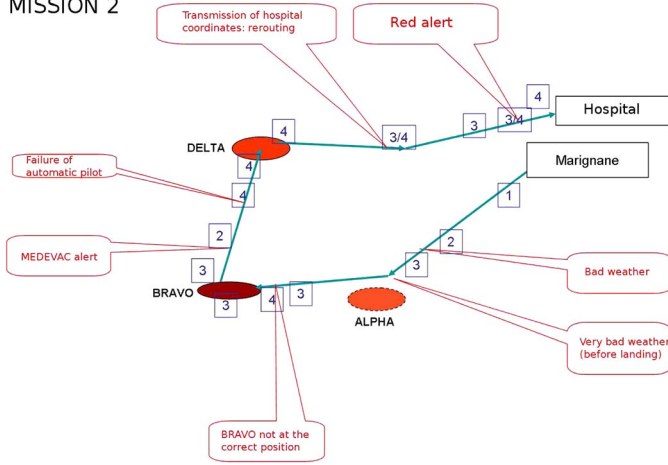 MISSION 2
Transmission of hospital
coordinates: rerouting
Red alert
4
Hospital
3/4
3
3/4
4
DELTA
Marignane
Failure of
automatic pilot
4
4
1
2
2
MEDEVAC alert
3
3
Bad weather
BRAVO
3
4
3
ALPHA
Very bad weather
(before landing)
BRAVO not at the
correct position